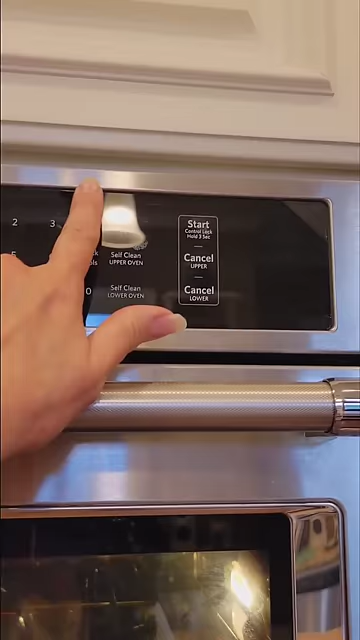 2
3
Start
Control Lock
Hold 3 Sec
Self Clean
UPPER OVEN
Cancel
UPPER
0
Self Clean
LOWER OVEN
Cancel
LOWER